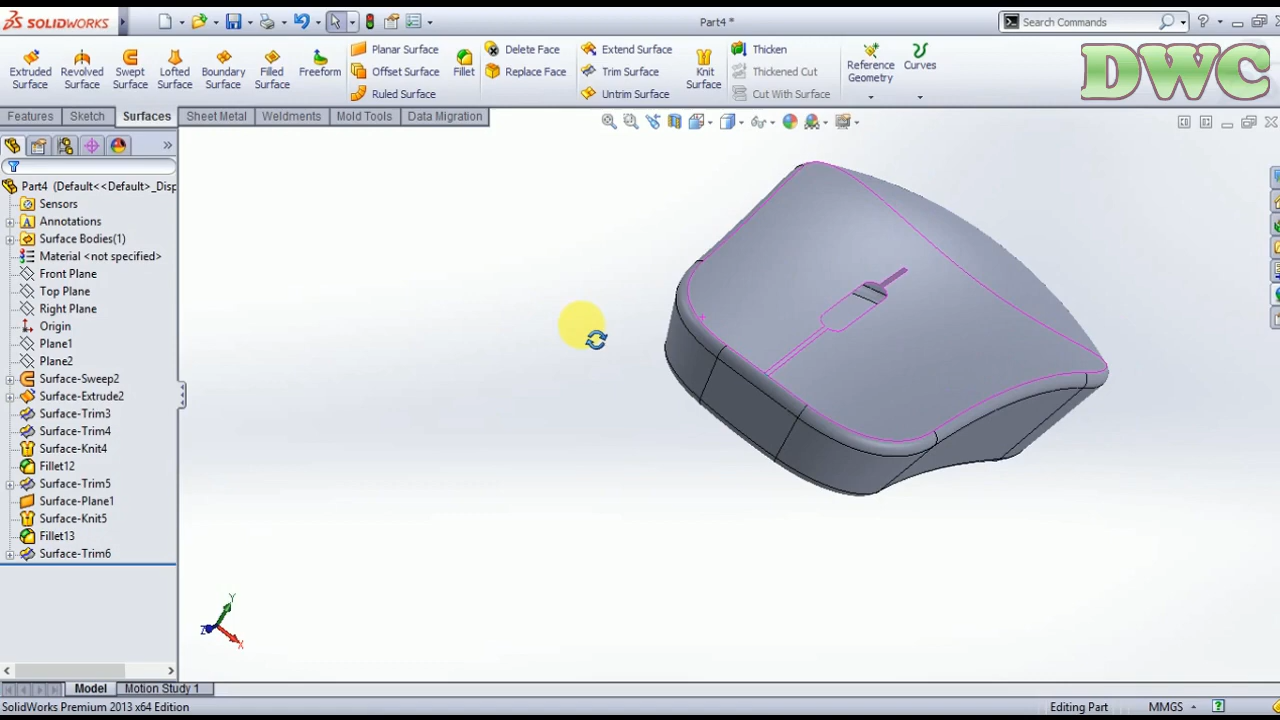 SOLIDWORKS
Part4 *
Search Commands
Extruded Surface
Revolved Surface
Swept Surface
Lofted Surface
Boundary Surface
Filled Surface
Freeform
Planar Surface
Offset Surface
Ruled Surface
Fillet
Delete Face
Replace Face
Extend Surface
Trim Surface
Untrim Surface
Knit Surface
Thicken
Thickened Cut
Cut With Surface
Reference Geometry
Curves
DWC
Features Sketch Surfaces Sheet Metal Weldments Mold Tools Data Migration
Part4 (Default<<Default>_Disp
Sensors
Annotations
Surface Bodies(1)
Material <not specified>
Front Plane
Top Plane
Right Plane
Origin
Plane1
Plane2
Surface-Sweep2
Surface-Extrude2
Surface-Trim3
Surface-Trim4
Surface-Knit4
Fillet12
Surface-Trim5
Surface-Plane1
Surface-Knit5
Fillet13
Surface-Trim6
Y
Z
X
Model Motion Study 1
SolidWorks Premium 2013 x64 Edition
Editing Part
MMGS